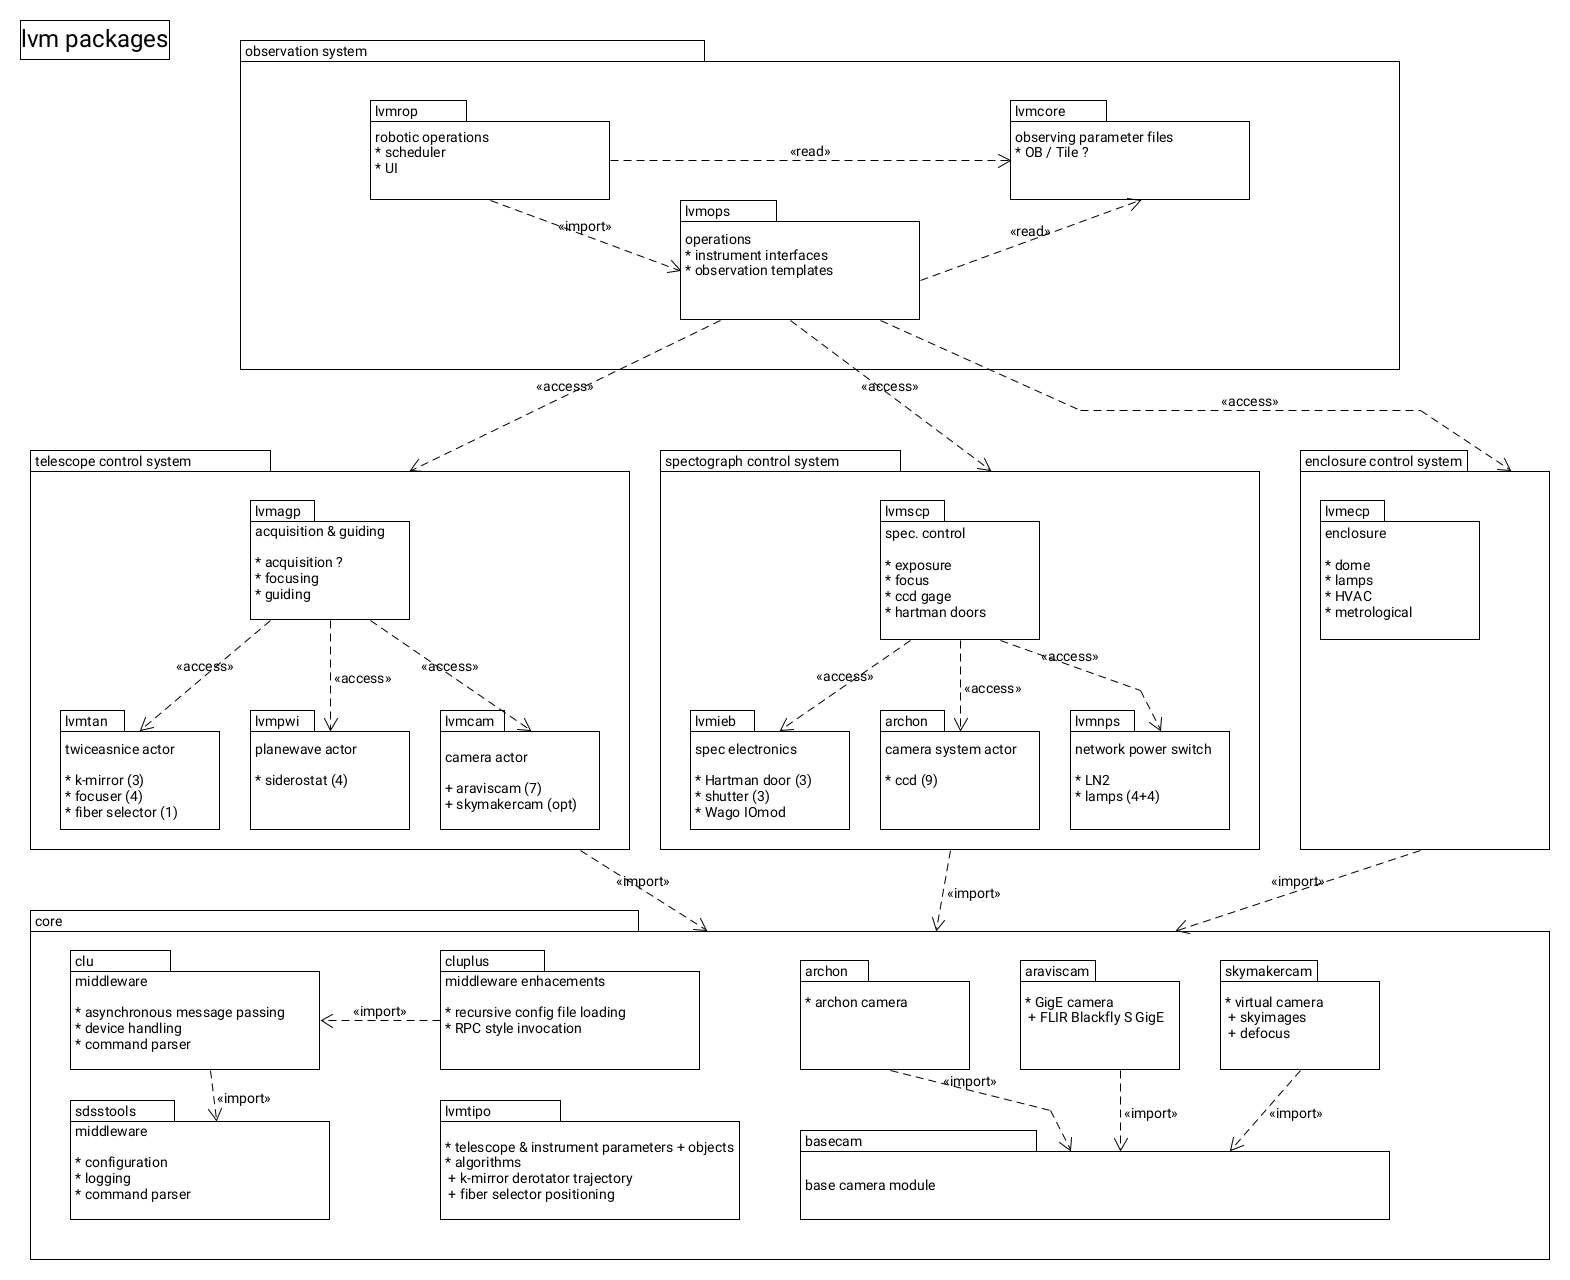 lvm packages
observation system
lvmrop
robotic operations
* scheduler
* UI
«read»
lvmcore
observing parameter files
* OB / Tile ?
«import»
lvmops
operations
* instrument interfaces
* observation templates
«read»
«access»
«access»
«access»
telescope control system
lvmagp
acquisition & guiding
* acquisition ?
* focusing
* guiding
«access»
«access»
«access»
lvmtan
twiceasnice actor
* k-mirror (3)
* focuser (4)
* fiber selector (1)
lvmpwi
planewave actor
* siderostat (4)
lvmcam
camera actor
+ araviscam (7)
+ skymakercam (opt)
spectograph control system
lvmscp
spec. control
* exposure
* focus
* ccd gage
* hartman doors
«access»
«access»
«access»
lvmieb
spec electronics
* Hartman door (3)
* shutter (3)
* Wago IOmod
archon
camera system actor
* ccd (9)
lvmnps
network power switch
* LN2
* lamps (4+4)
enclosure control system
lvmecp
enclosure
* dome
* lamps
* HVAC
* metrological
«import»
«import»
«import»
core
clu
middleware
* asynchronous message passing
* device handling
* command parser
«import»
cluplus
middleware enhacements
* recursive config file loading
* RPC style invocation
«import»
sdsstools
middleware
* configuration
* logging
* command parser
lvmtipo
* telescope & instrument parameters + objects
* algorithms
+ k-mirror derotator trajectory
+ fiber selector positioning
archon
* archon camera
araviscam
* GigE camera
+ FLIR Blackfly S GigE
skymakercam
* virtual camera
+ skyimages
+ defocus
«import»
«import»
«import»
basecam
base camera module